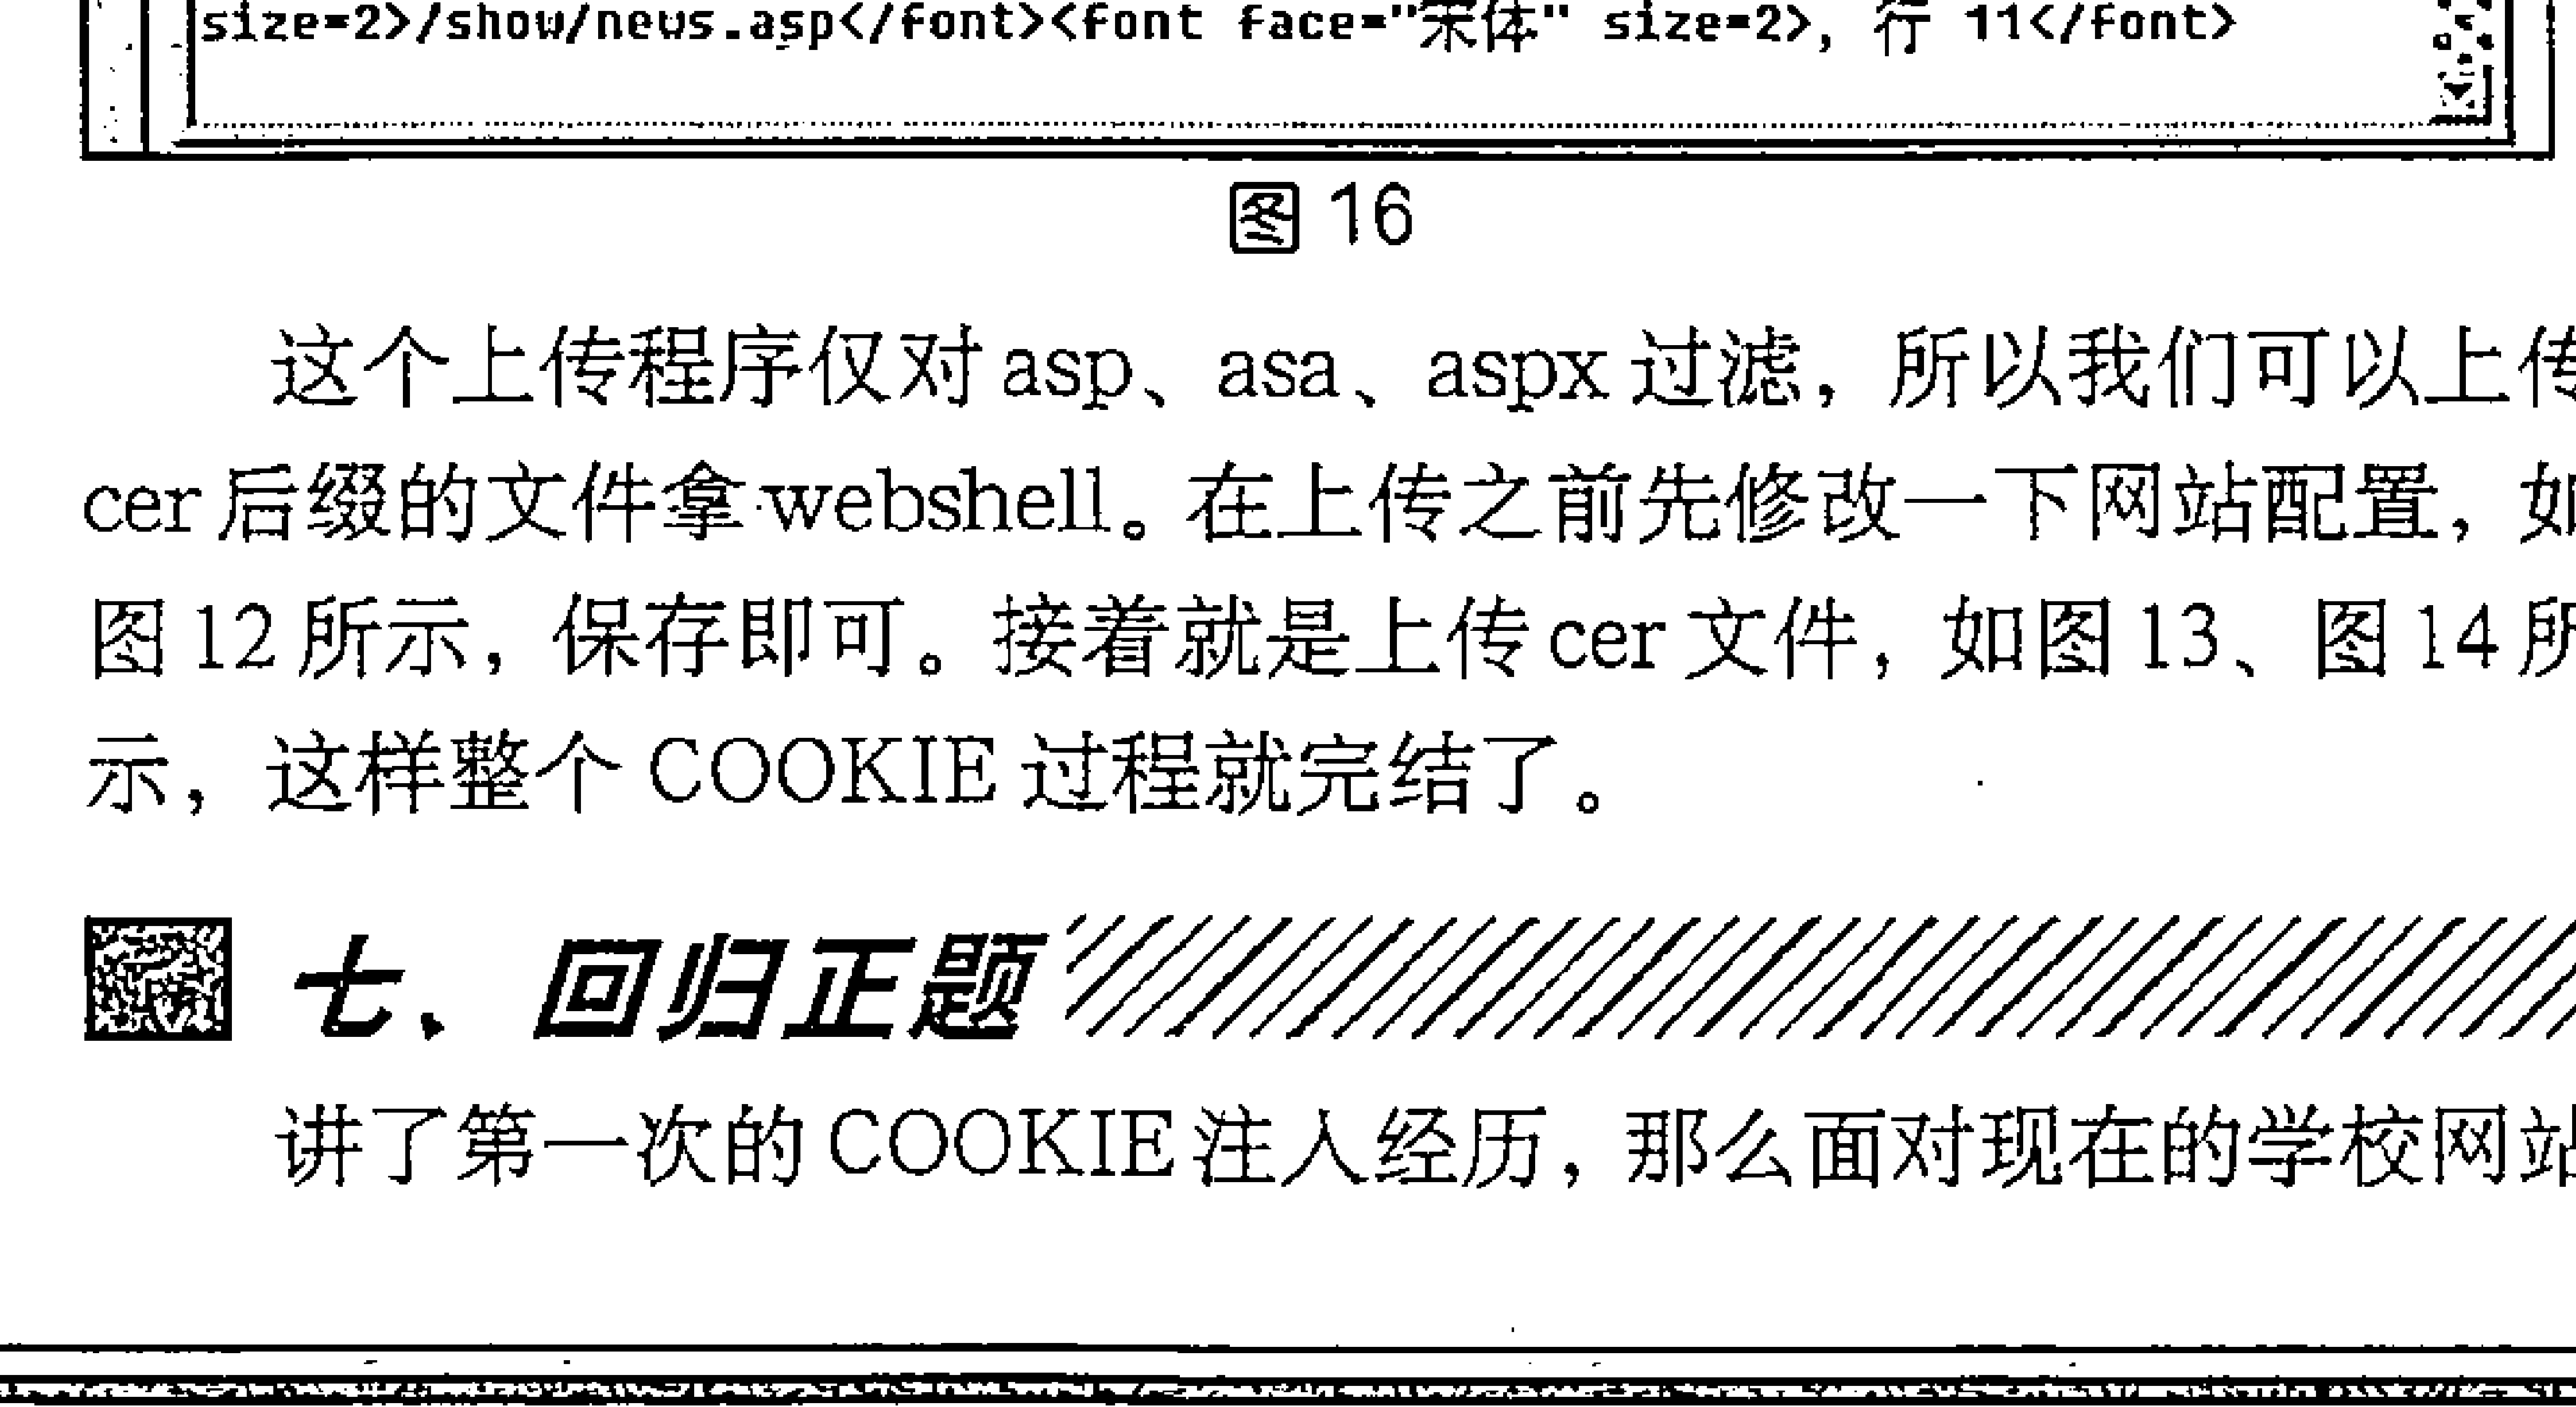 size=2>/show/news.asp</font><font face="宋体" size=2>, 行 11</font>
图 16
这个上传程序仅对 asp、asa、aspx 过滤，所以我们可以上传
cer 后缀的文件拿 webshell。在上传之前先修改一下网站配置，如
图 12 所示，保存即可。接着就是上传 cer 文件，如图 13、图 14 所
示，这样整个 COOKIE 过程就完结了。
七、回归正题
讲了第一次的 COOKIE 注入经历，那么面对现在的学校网站